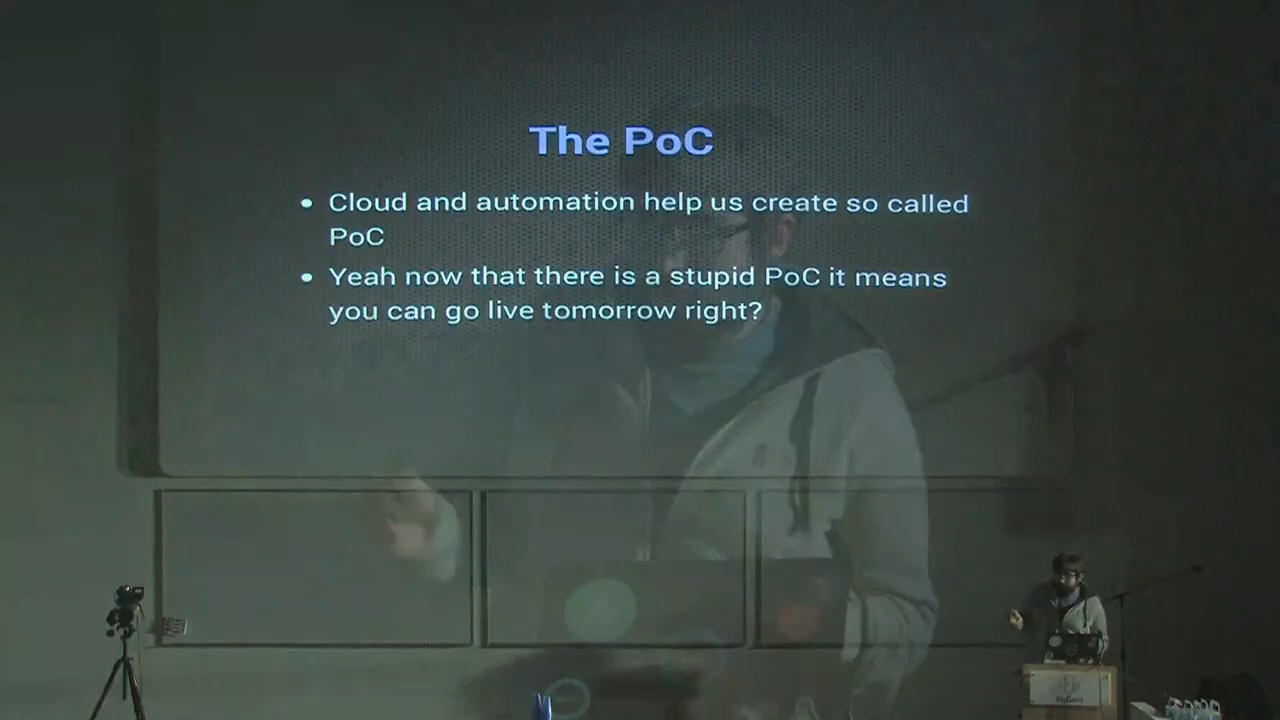 The PoC
• Cloud and automation help us create so called
PoC
• Yeah now that there is a stupid PoC it means
you can go live tomorrow right?